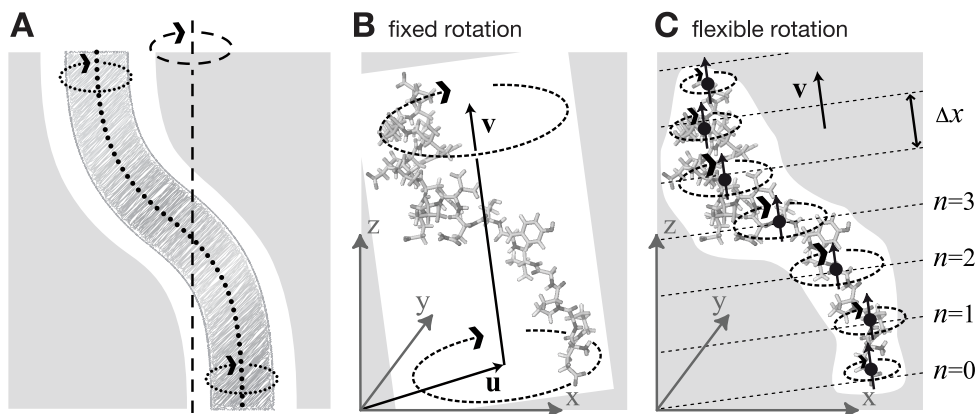 A
B fixed rotation
C flexible rotation
v
z
y
u
x
v
Δx
n=3
n=2
n=1
n=0
z
y
x